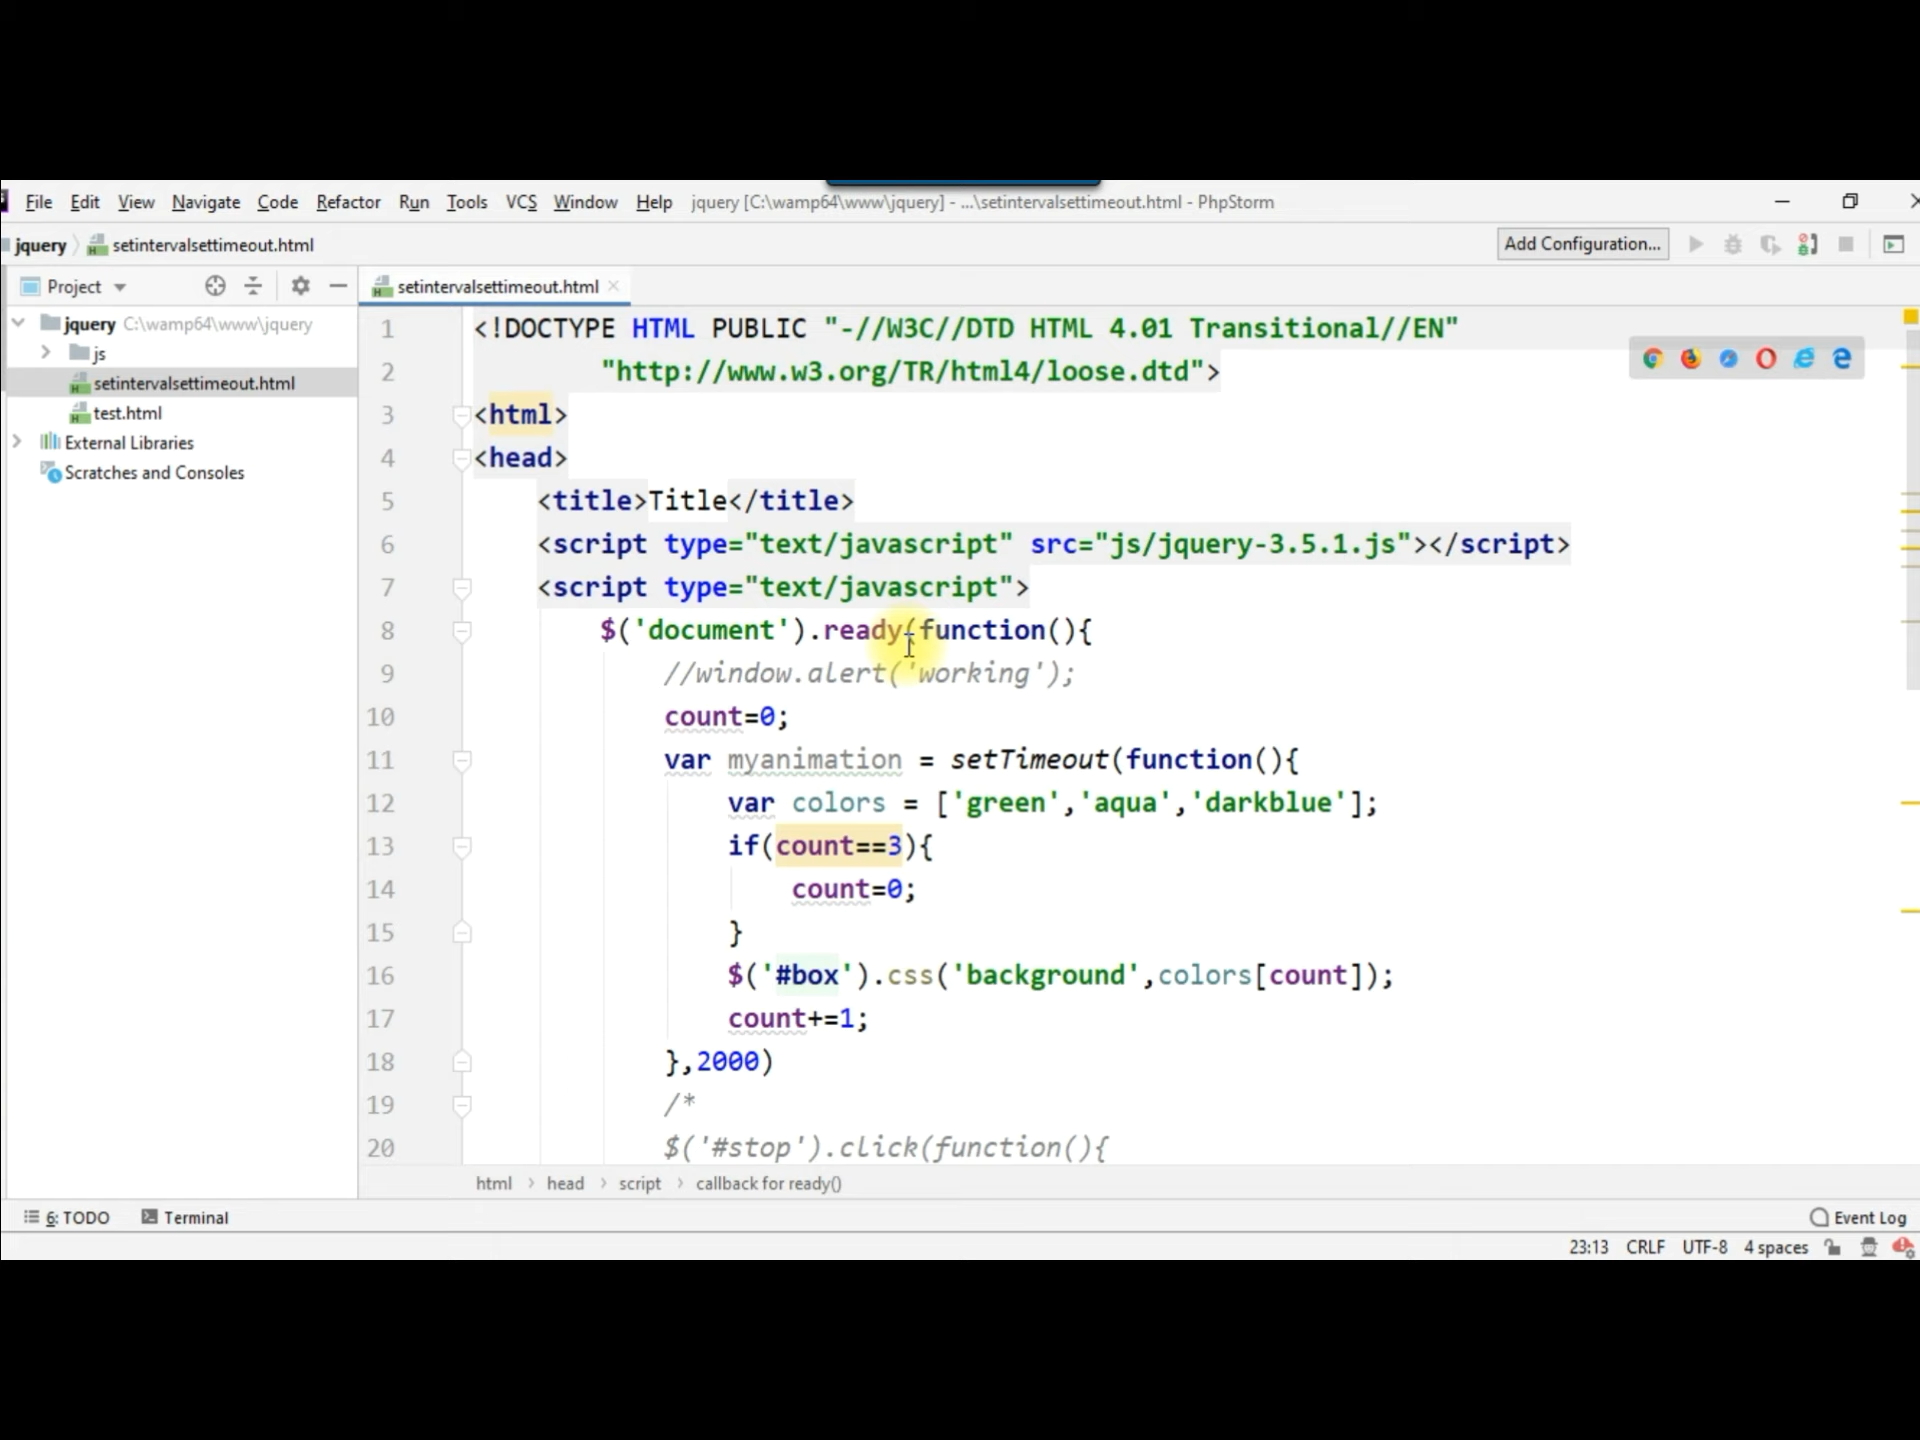 File Edit View Navigate Code Refactor Run Tools VCS Window Help jquery [C:\wamp64\www\jquery] - ...\setintervalsettimeout.html - PhpStorm
jquery setintervalsettimeout.html Add Configuration...
Project setintervalsettimeout.html
jquery C:\wamp64\www\jquery
js
setintervalsettimeout.html
test.html
External Libraries
Scratches and Consoles
1 <!DOCTYPE HTML PUBLIC "-//W3C//DTD HTML 4.01 Transitional//EN"
2 "http://www.w3.org/TR/html4/loose.dtd">
3 <html>
4 <head>
5 <title>Title</title>
6 <script type="text/javascript" src="js/jquery-3.5.1.js"></script>
7 <script type="text/javascript">
8 $('document').ready(function(){
9 //window.alert('working');
10 count=0;
11 var myanimation = setTimeout(function(){
12 var colors = ['green','aqua','darkblue'];
13 if(count==3){
14 count=0;
15 }
16 $('#box').css('background',colors[count]);
17 count+=1;
18 },2000)
19 /*
20 $('#stop').click(function(){
html > head > script > callback for ready()
6: TODO Terminal Event Log
23:13 CRLF UTF-8 4 spaces